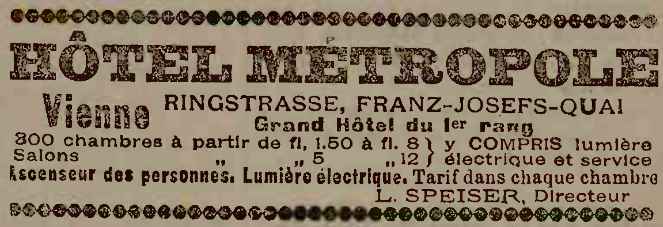 HÔTEL MÉTROPOLE
Vienne RINGSTRASSE, FRANZ-JOSEFS-QUAI
Grand Hôtel du 1er rang
300 chambres à partir de fl, 1.50 à fl. 8 } y COMPRIS lumière
Salons „ „ 5 „ 12 } électrique et service
Ascenseur des personnes. Lumière électrique. Tarif dans chaque chambre
L. SPEISER, Directeur